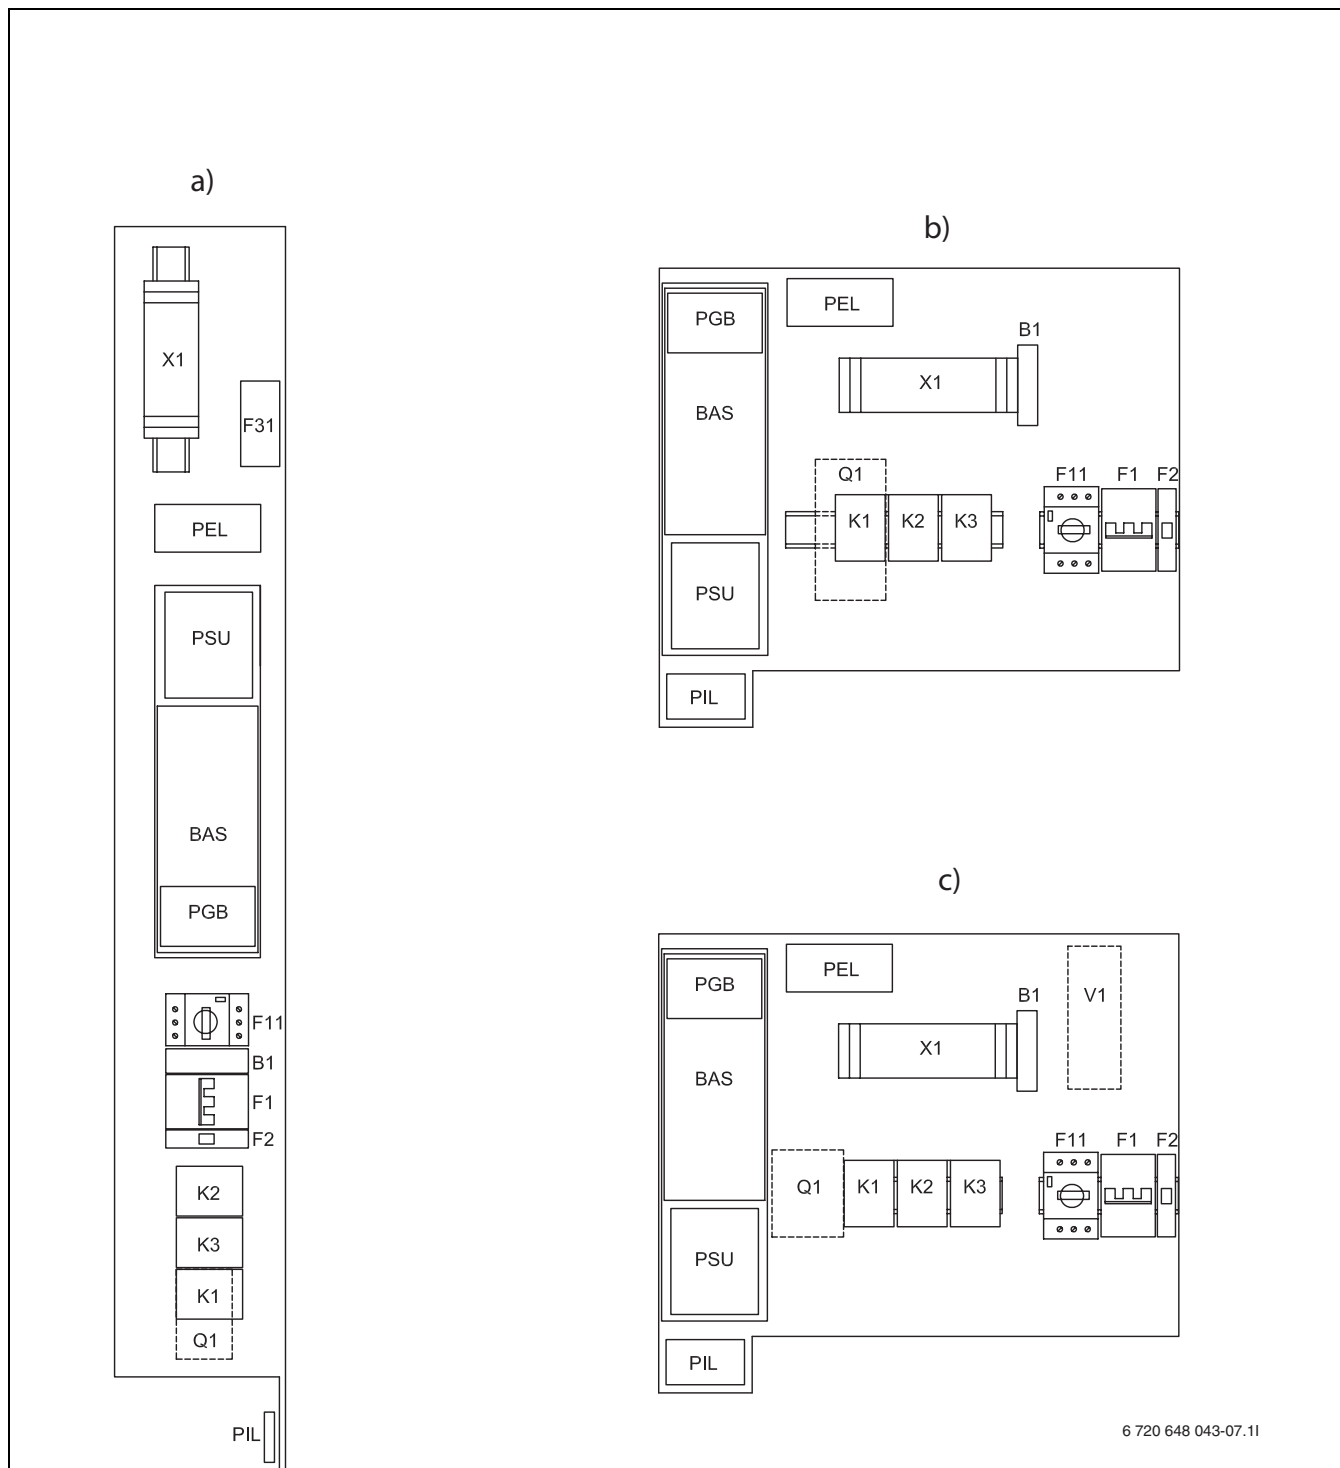 a)
X1
F31
PEL
PSU
BAS
PGB
F11
B1
F1
F2
K2
K3
K1
Q1
PIL
b)
PGB
PEL
B1
X1
BAS
Q1
F11 F1 F2
K1 K2 K3
PSU
PIL
c)
PGB
PEL
B1
V1
X1
BAS
F11 F1 F2
Q1 K1 K2 K3
PSU
PIL
6 720 648 043-07.1I